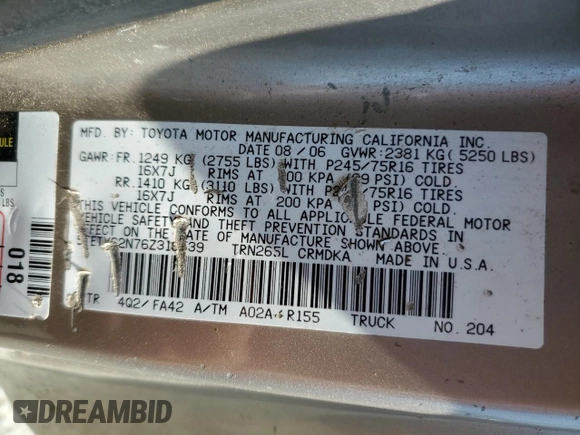 MFD. BY: TOYOTA MOTOR MANUFACTURING CALIFORNIA INC.
DATE 08/06 GVWR: 2381 KG( 5250 LBS)
GAWR: FR. 1249 KG (2755 LBS) WITH P245/75R16 TIRES
16X7J RIMS AT 200 KPA (29 PSI) COLD.
RR. 1410 KG (3110 LBS) WITH /75R16 TIRES
16X7J RIMS AT 200 KPA PSI) COLD.
THIS VEHICLE CONFORMS TO ALL APPLICABLE FEDERAL MOTOR
VEHICLE SAFETY AND THEFT PREVENTION STANDARDS IN
EFFECT ON THE DATE OF MANUFACTURE SHOWN ABOVE.
TRN265L CRMDKA MADE IN U.S.A.
TR 4Q2/FA42 A/TM A02A R155 TRUCK NO. 204
018
DREAMBID